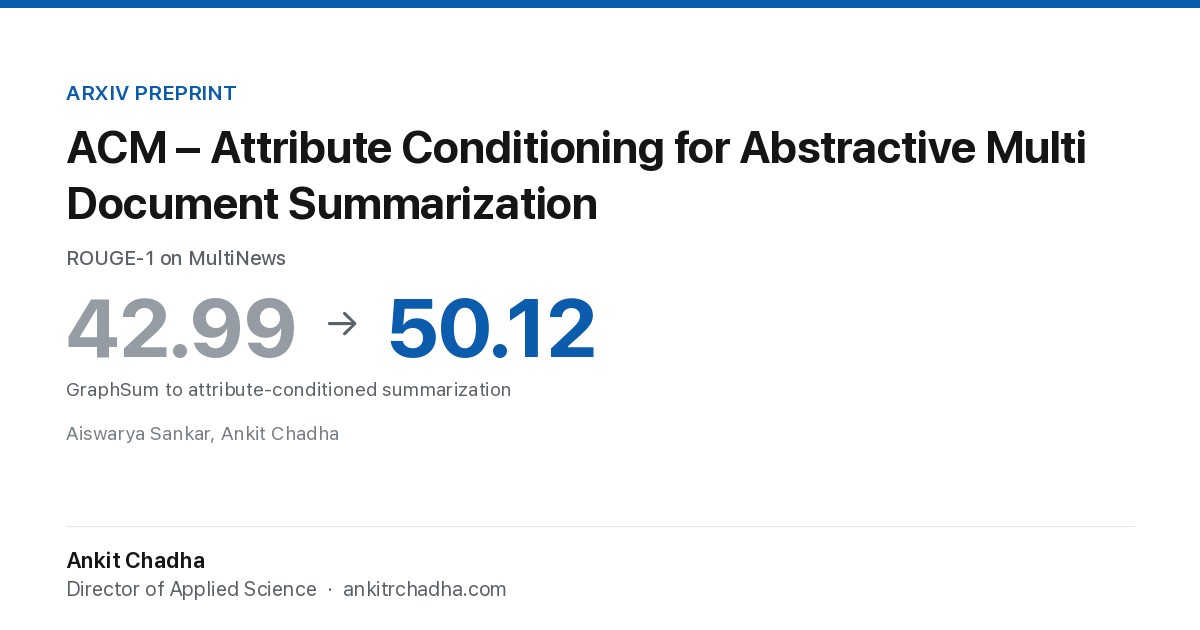 ARXIV PREPRINT
ACM – Attribute Conditioning for Abstractive Multi
Document Summarization
ROUGE-1 on MultiNews
42.99 → 50.12
GraphSum to attribute-conditioned summarization
Aiswarya Sankar, Ankit Chadha
Ankit Chadha
Director of Applied Science · ankitrchadha.com